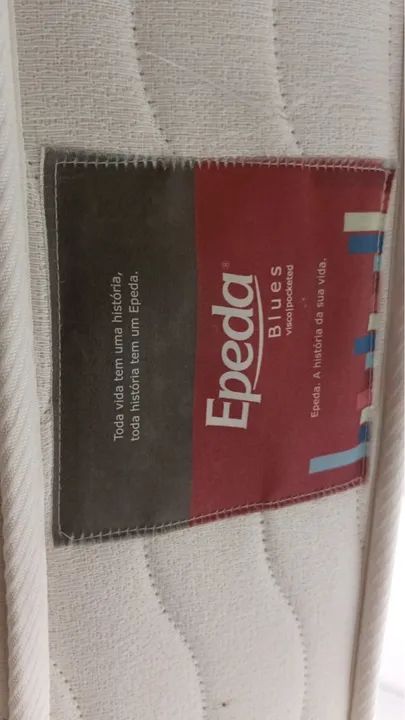 Toda vida tem uma história,
toda história tem um Epeda.
Epeda®
Blues
visco|pocketed
Epeda. A história da sua vida.